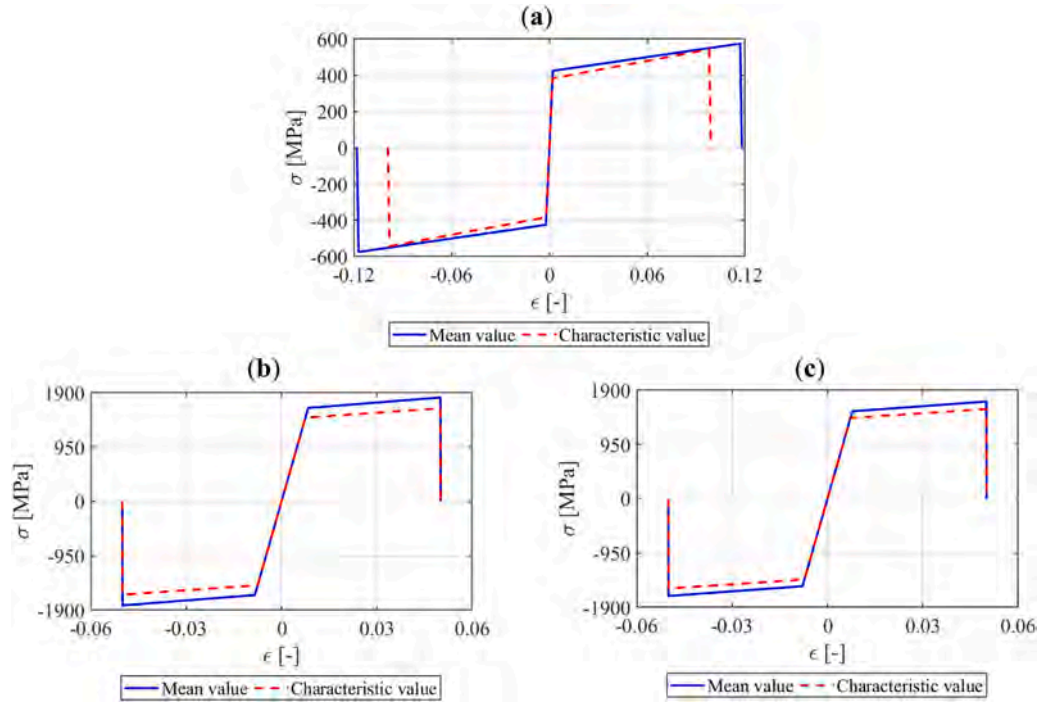 (a)
600
400
200
0
-200
-400
-600
σ [MPa]
-0.12 -0.06 0 0.06 0.12
ϵ [-]
Mean value Characteristic value
(b)
1900
950
0
-950
-1900
σ [MPa]
-0.06 -0.03 0 0.03 0.06
ϵ [-]
Mean value Characteristic value
(c)
1900
950
0
-950
-1900
σ [MPa]
-0.06 -0.03 0 0.03 0.06
ϵ [-]
Mean value Characteristic value